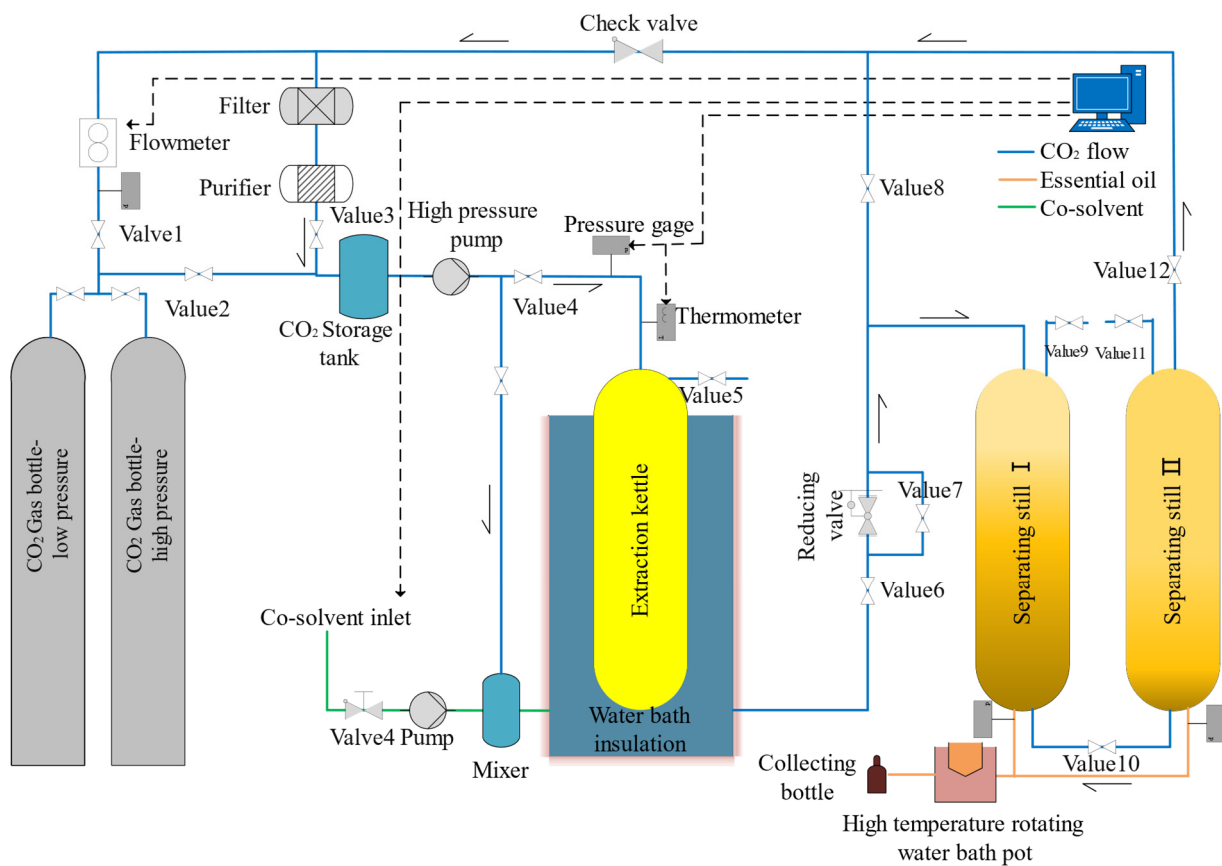 Check valve
Filter
Flowmeter
Purifier
CO₂ flow
Essential oil
Co-solvent
Value3
High pressure
pump
Pressure gage
Value8
Valve1
Value2
Value4
Value12
CO₂ Storage
tank
Thermometer
Value9
Value11
Value5
CO₂ Gas bottle-
low pressure
CO₂ Gas bottle-
high pressure
Extraction kettle
Reducing
valve
Value7
Value6
Separating still Ⅰ
Separating still Ⅱ
Co-solvent inlet
Valve4
Pump
Mixer
Water bath
insulation
Value10
Collecting
bottle
High temperature rotating
water bath pot